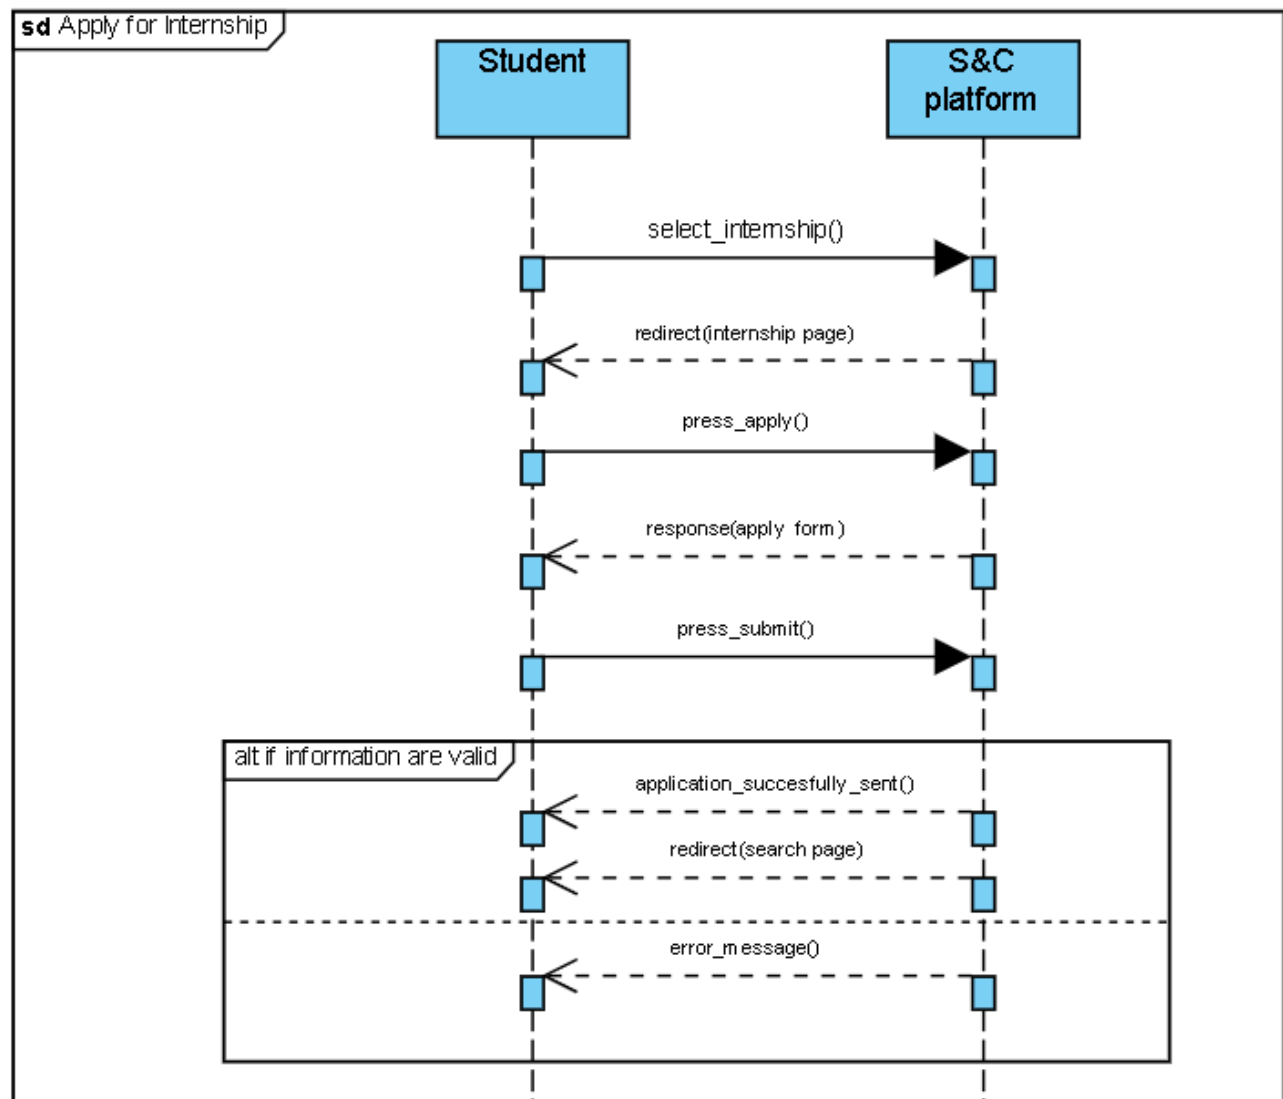 sd Apply for Internship
Student
S&C
platform
select_internship()
redirect(internship page)
press_apply()
response(apply form)
press_submit()
alt if information are valid
application_succesfully_sent()
redirect(search page)
error_message()